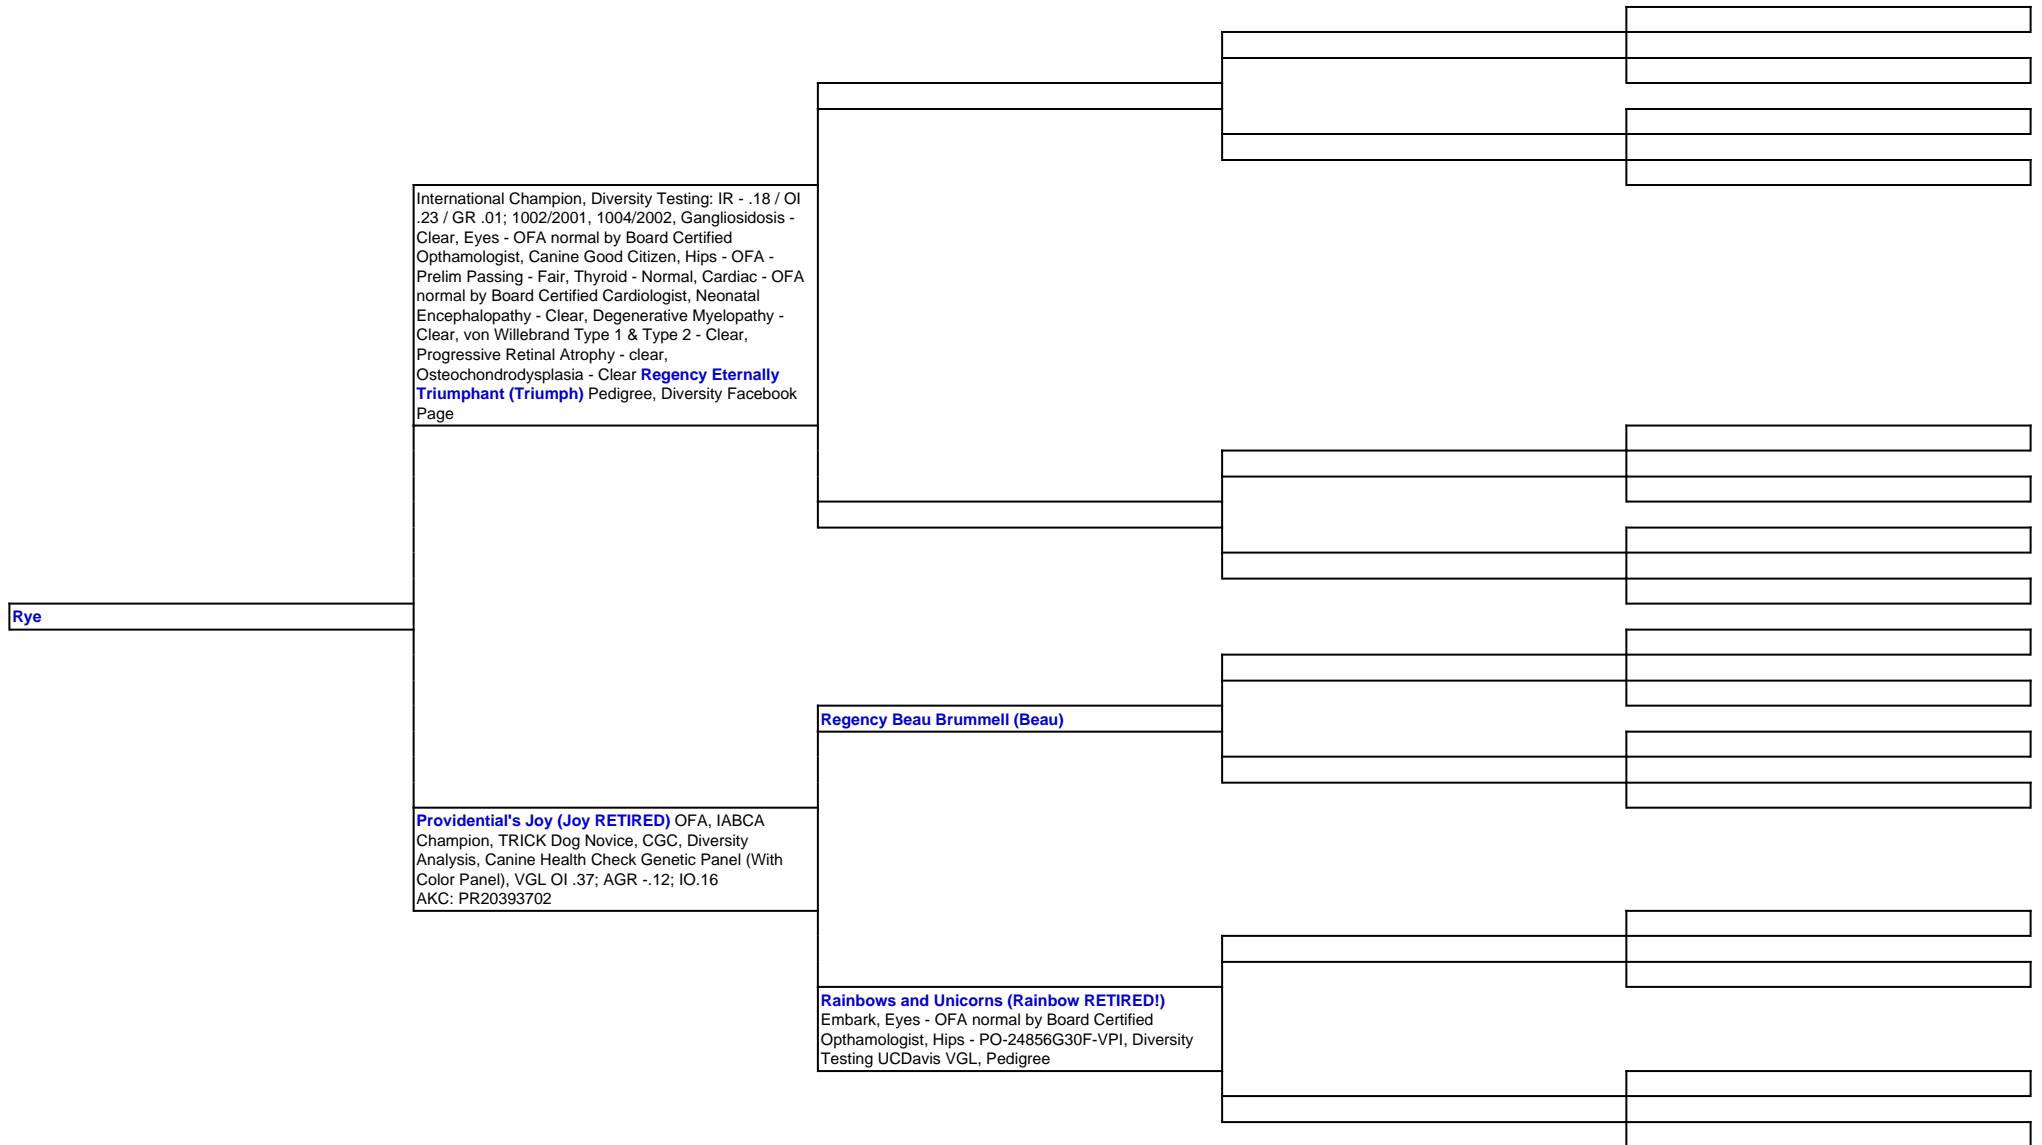 International Champion, Diversity Testing: IR - .18 / OI
.23 / GR .01; 1002/2001, 1004/2002, Gangliosidosis -
Clear, Eyes - OFA normal by Board Certified
Opthamologist, Canine Good Citizen, Hips - OFA -
Prelim Passing - Fair, Thyroid - Normal, Cardiac - OFA
normal by Board Certified Cardiologist, Neonatal
Encephalopathy - Clear, Degenerative Myelopathy -
Clear, von Willebrand Type 1 & Type 2 - Clear,
Progressive Retinal Atrophy - clear,
Osteochondrodysplasia - Clear Regency Eternally
Triumphant (Triumph) Pedigree, Diversity Facebook
Page
Rye
Regency Beau Brummell (Beau)
Providential's Joy (Joy RETIRED) OFA, IABCA
Champion, TRICK Dog Novice, CGC, Diversity
Analysis, Canine Health Check Genetic Panel (With
Color Panel), VGL OI .37; AGR -.12; IO.16
AKC: PR20393702
Rainbows and Unicorns (Rainbow RETIRED!)
Embark, Eyes - OFA normal by Board Certified
Opthamologist, Hips - PO-24856G30F-VPI, Diversity
Testing UCDavis VGL, Pedigree